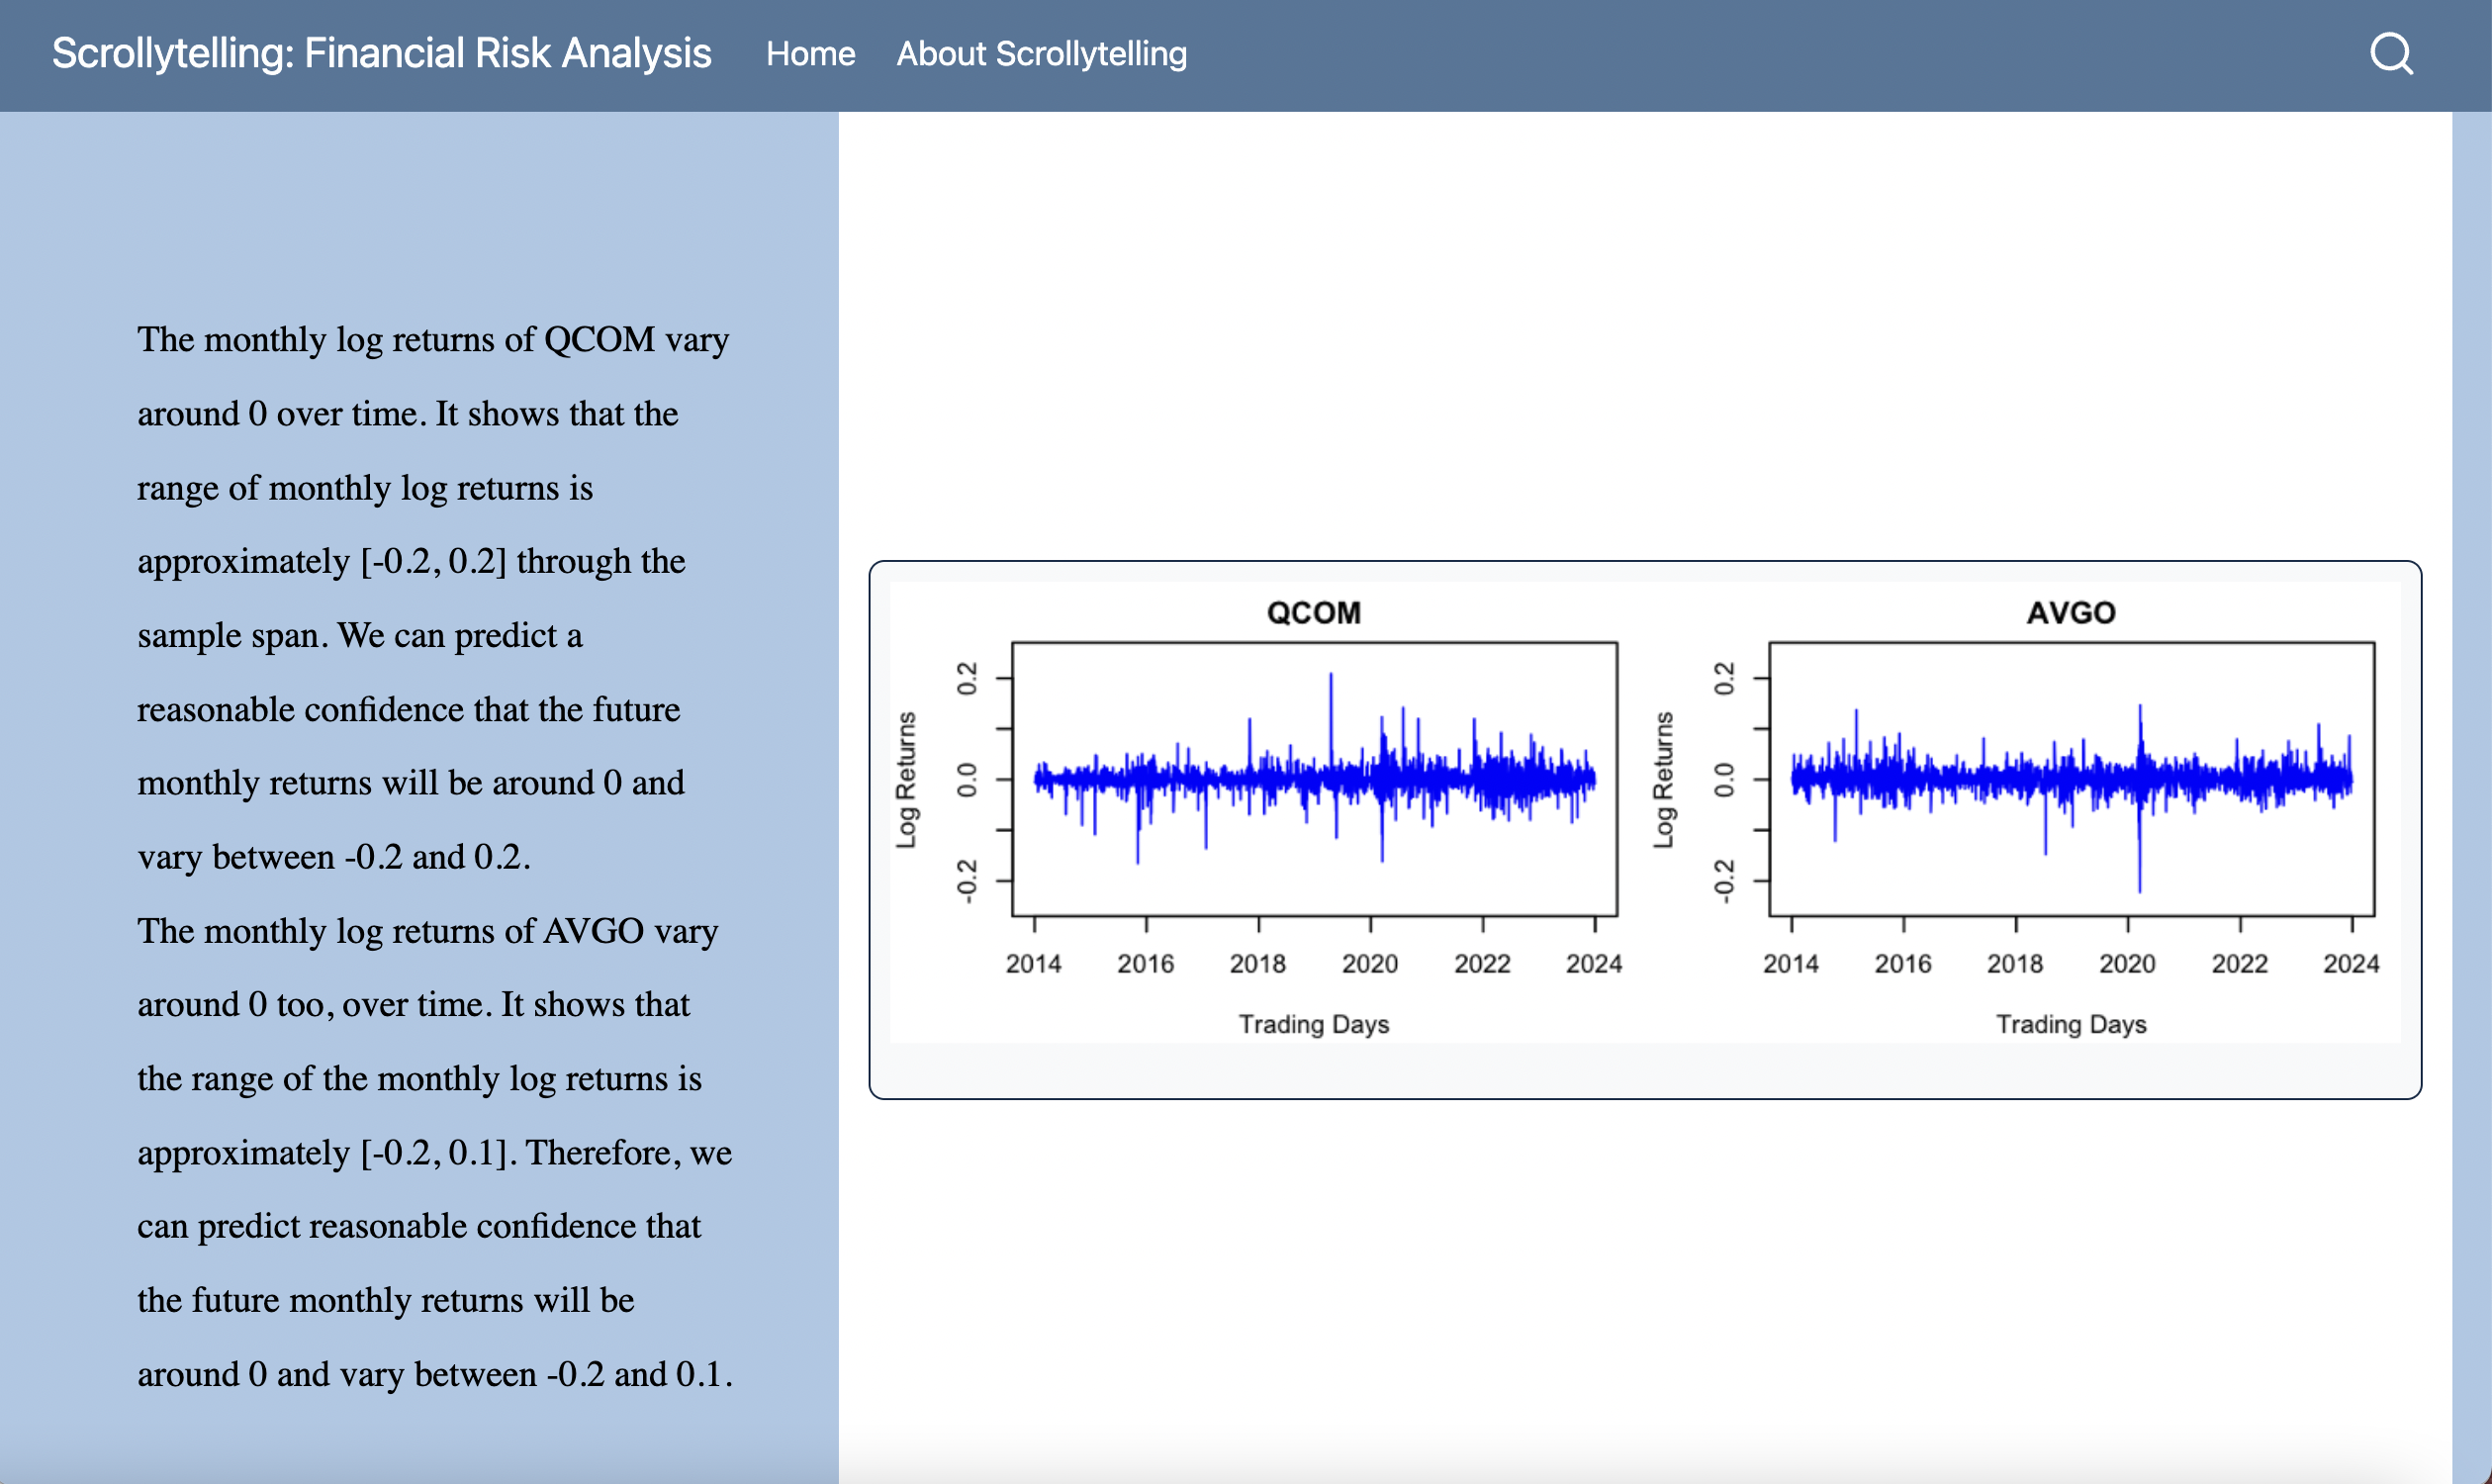 Scrollytelling: Financial Risk Analysis Home About Scrollytelling
The monthly log returns of QCOM vary
around 0 over time. It shows that the
range of monthly log returns is
approximately [-0.2, 0.2] through the
sample span. We can predict a
reasonable confidence that the future
monthly returns will be around 0 and
vary between -0.2 and 0.2.
The monthly log returns of AVGO vary
around 0 too, over time. It shows that
the range of the monthly log returns is
approximately [-0.2, 0.1]. Therefore, we
can predict reasonable confidence that
the future monthly returns will be
around 0 and vary between -0.2 and 0.1.
QCOM
Log Returns
0.2
0.0
-0.2
2014 2016 2018 2020 2022 2024
Trading Days
AVGO
Log Returns
0.2
0.0
-0.2
2014 2016 2018 2020 2022 2024
Trading Days